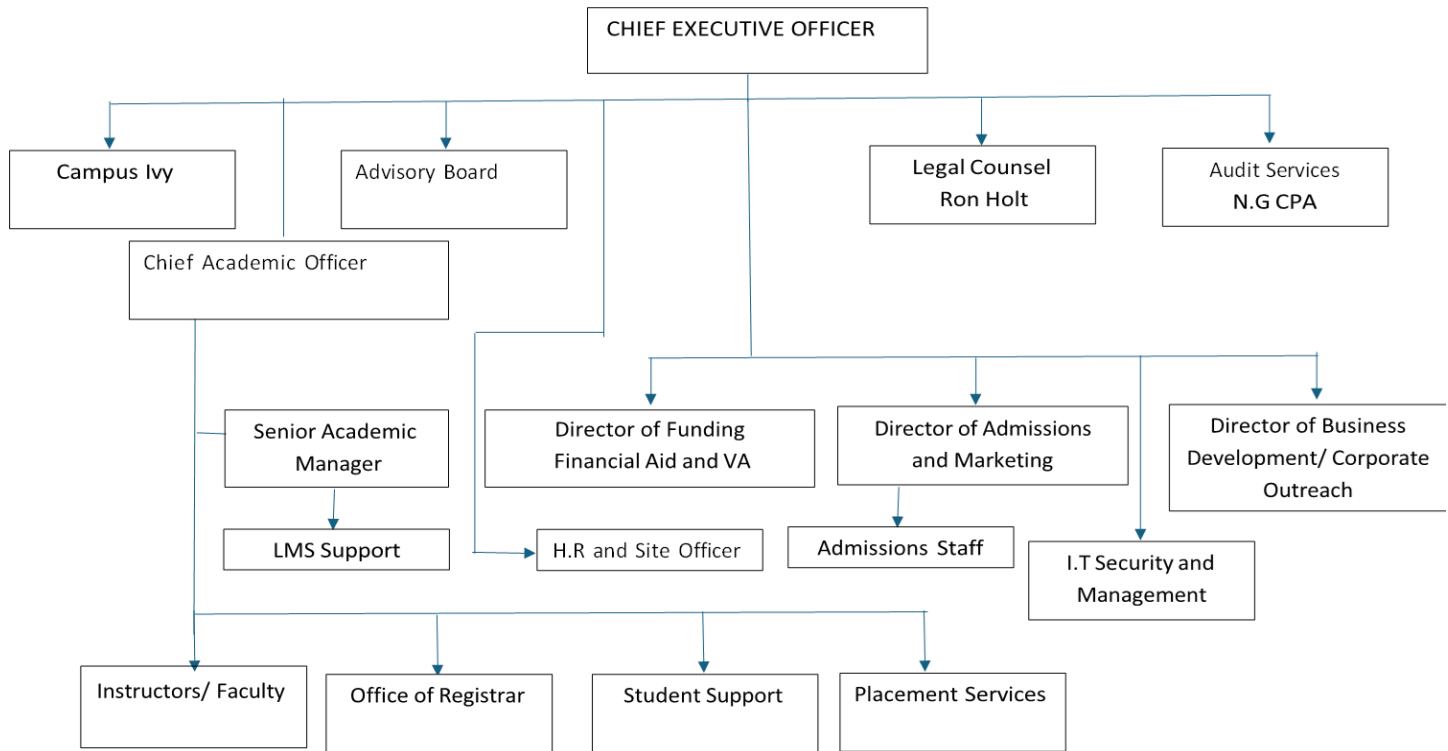 CHIEF EXECUTIVE OFFICER
Campus Ivy
Advisory Board
Legal Counsel
Ron Holt
Audit Services
N.G CPA
Chief Academic Officer
Senior Academic
Manager
Director of Funding
Financial Aid and VA
Director of Admissions
and Marketing
Director of Business
Development/ Corporate
Outreach
LMS Support
H.R and Site Officer
Admissions Staff
I.T Security and
Management
Instructors/ Faculty
Office of Registrar
Student Support
Placement Services